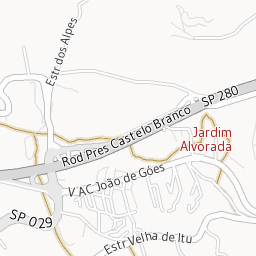 Estr dos Alpes
Rod Pres Castelo Branco - SP 280
Jardim
Alvorada
V AC João de Góes
SP 029
Estr Velha de Itu